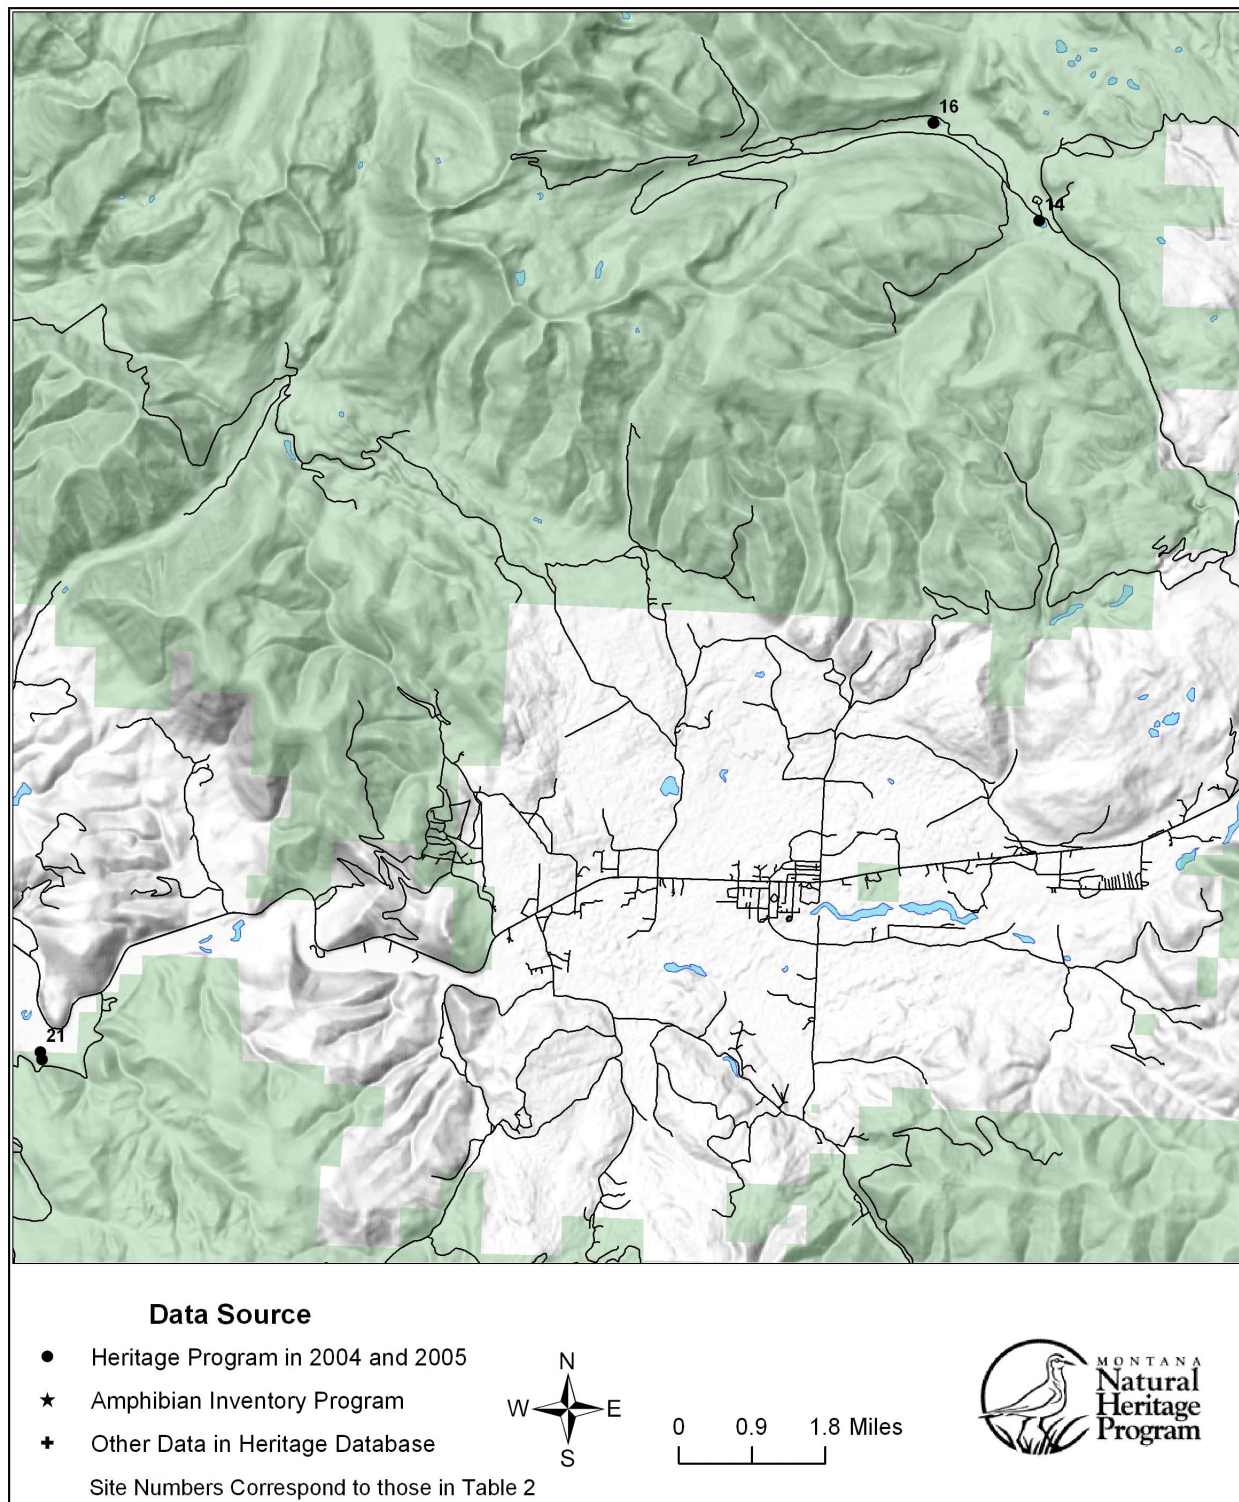 16
14
21
Data Source
Heritage Program in 2004 and 2005
Amphibian Inventory Program
Other Data in Heritage Database
Site Numbers Correspond to those in Table 2
N
W E
S
0 0.9 1.8 Miles
MONTANA
Natural
Heritage
Program